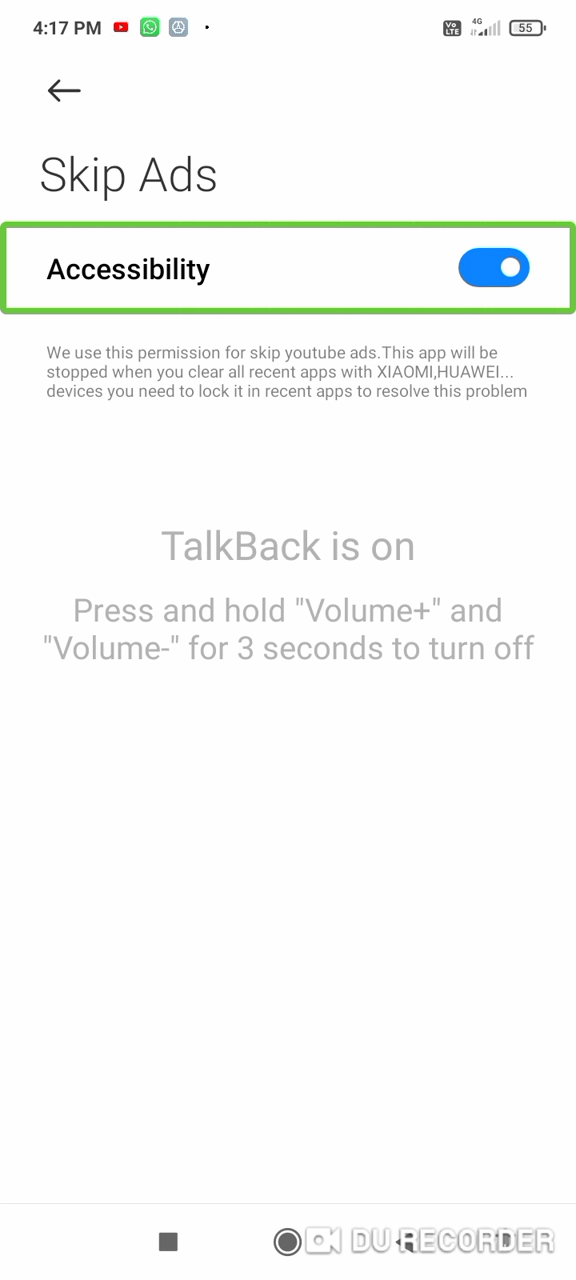 4:17 PM
Vo LTE 4G 55
Skip Ads
Accessibility
We use this permission for skip youtube ads.This app will be
stopped when you clear all recent apps with XIAOMI,HUAWEI...
devices you need to lock it in recent apps to resolve this problem
TalkBack is on
Press and hold "Volume+" and
"Volume-" for 3 seconds to turn off
DU RECORDER